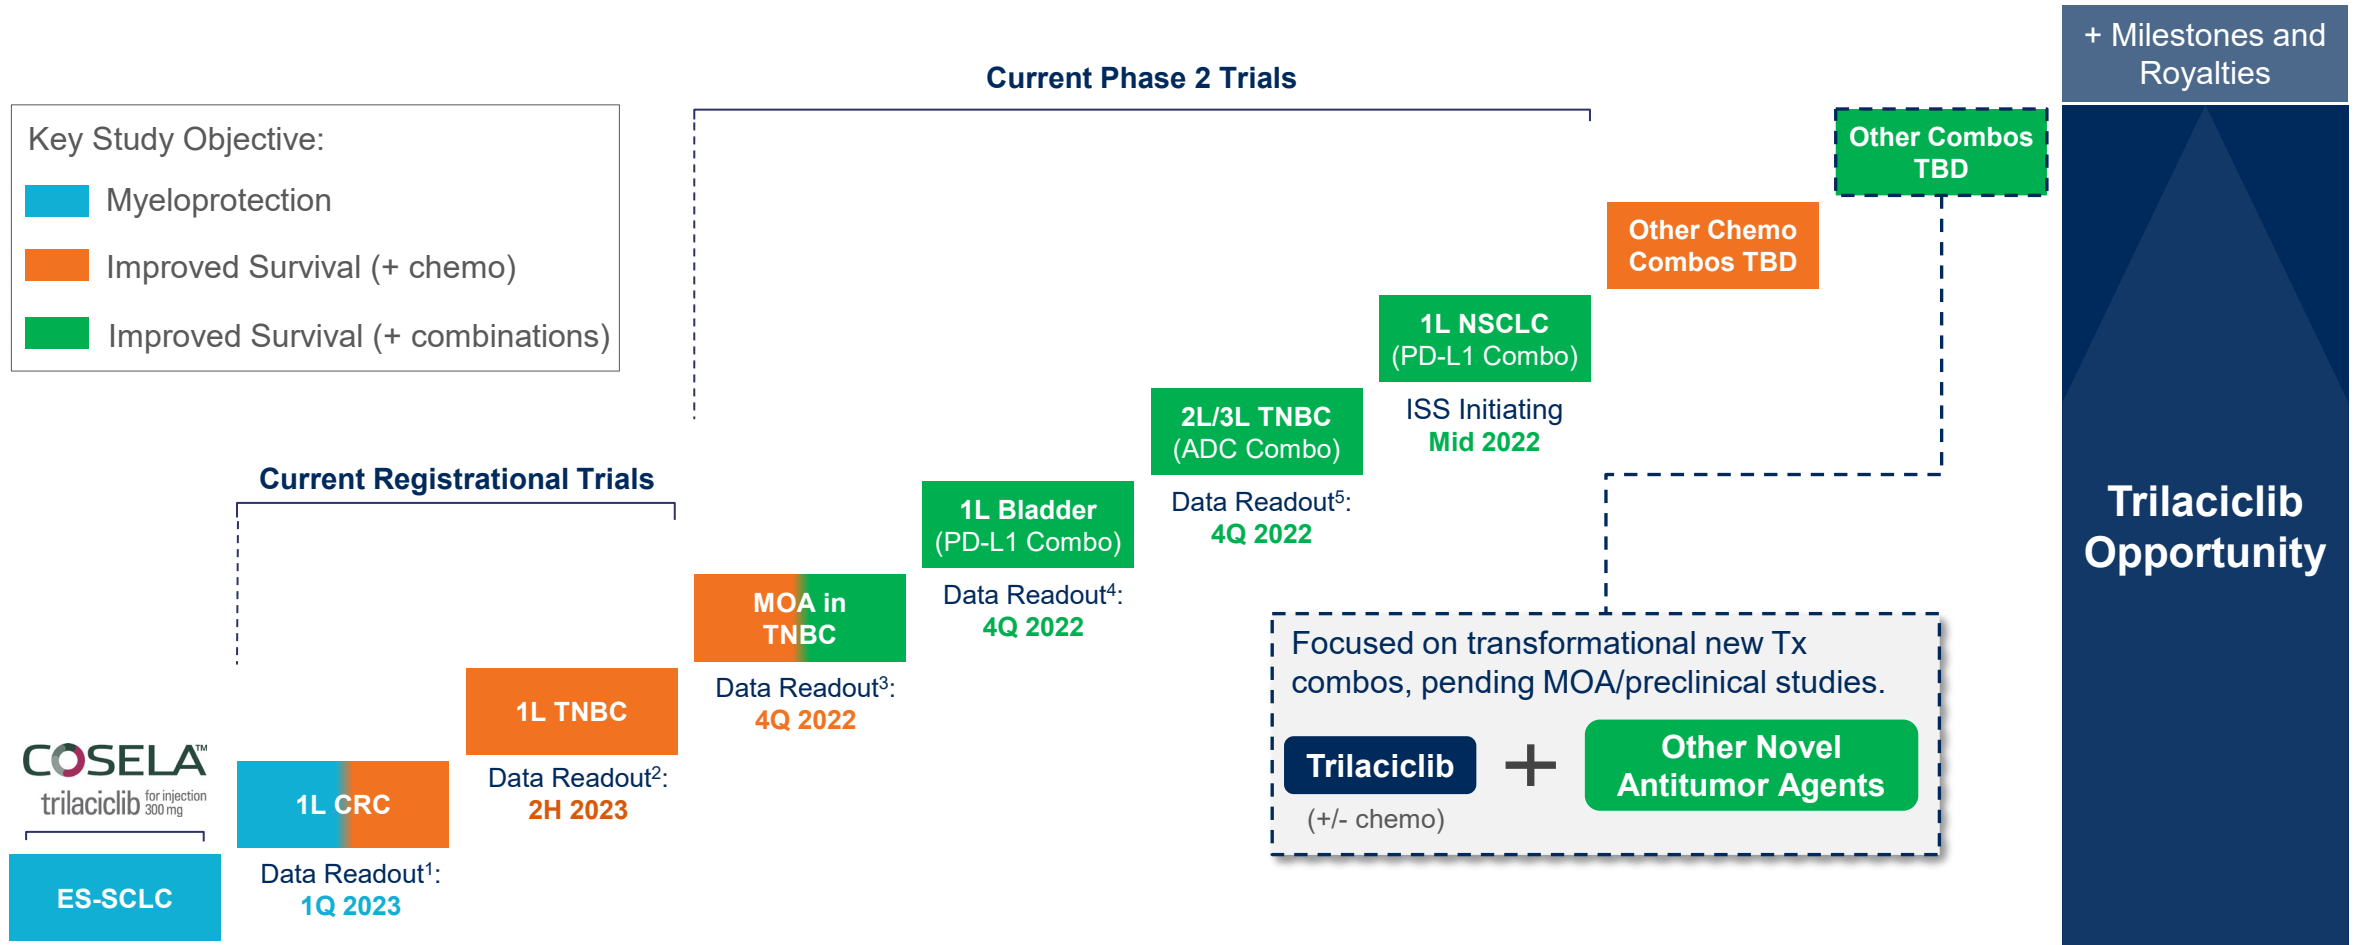 + Milestones and
Royalties
Current Phase 2 Trials
Key Study Objective:
Myeloprotection
Improved Survival (+ chemo)
Improved Survival (+ combinations)
Other Combos
TBD
Other Chemo
Combos TBD
1L NSCLC
(PD-L1 Combo)
ISS Initiating
Mid 2022
2L/3L TNBC
(ADC Combo)
Data Readout⁵:
4Q 2022
Current Registrational Trials
1L Bladder
(PD-L1 Combo)
Data Readout⁴:
4Q 2022
MOA in
TNBC
Data Readout³:
4Q 2022
1L TNBC
Data Readout²:
2H 2023
COSELA™
trilaciclib for injection
300 mg
1L CRC
Data Readout¹:
1Q 2023
ES-SCLC
Focused on transformational new Tx
combos, pending MOA/preclinical studies.
Trilaciclib
(+/- chemo)
+
Other Novel
Antitumor Agents
Trilaciclib
Opportunity